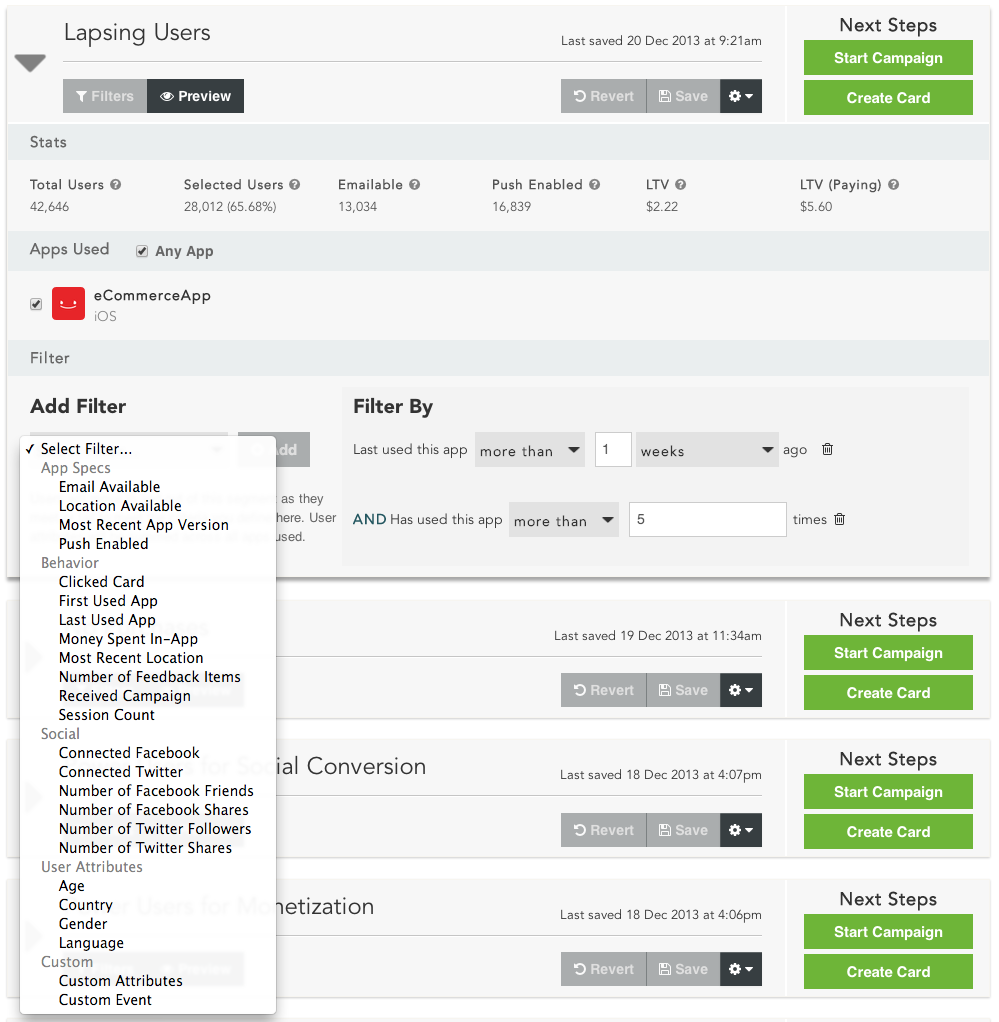 Lapsing Users
Last saved 20 Dec 2013 at 9:21am
Next Steps
Start Campaign
Create Card
Filters
Preview
Revert
Save
Stats
Total Users
Selected Users
Emailable
Push Enabled
LTV
LTV (Paying)
42,646
28,012 (65.68%)
13,034
16,839
$2.22
$5.60
Apps Used
Any App
eCommerceApp
iOS
Filter
Add Filter
Add
as they
here. User
used.
✓ Select Filter...
App Specs
Email Available
Location Available
Most Recent App Version
Push Enabled
Behavior
Clicked Card
First Used App
Last Used App
Money Spent In-App
Most Recent Location
Number of Feedback Items
Received Campaign
Session Count
Social
Connected Facebook
Connected Twitter
Number of Facebook Friends
Number of Facebook Shares
Number of Twitter Followers
Number of Twitter Shares
User Attributes
Age
Country
Gender
Language
Custom
Custom Attributes
Custom Event
Filter By
Last used this app more than 1 weeks ago
AND Has used this app more than 5 times
Last saved 19 Dec 2013 at 11:34am
Revert
Save
Next Steps
Start Campaign
Create Card
for Social Conversion
Last saved 18 Dec 2013 at 4:07pm
Revert
Save
Next Steps
Start Campaign
Create Card
Users for Monetization
Last saved 18 Dec 2013 at 4:06pm
Preview
Revert
Save
Next Steps
Start Campaign
Create Card